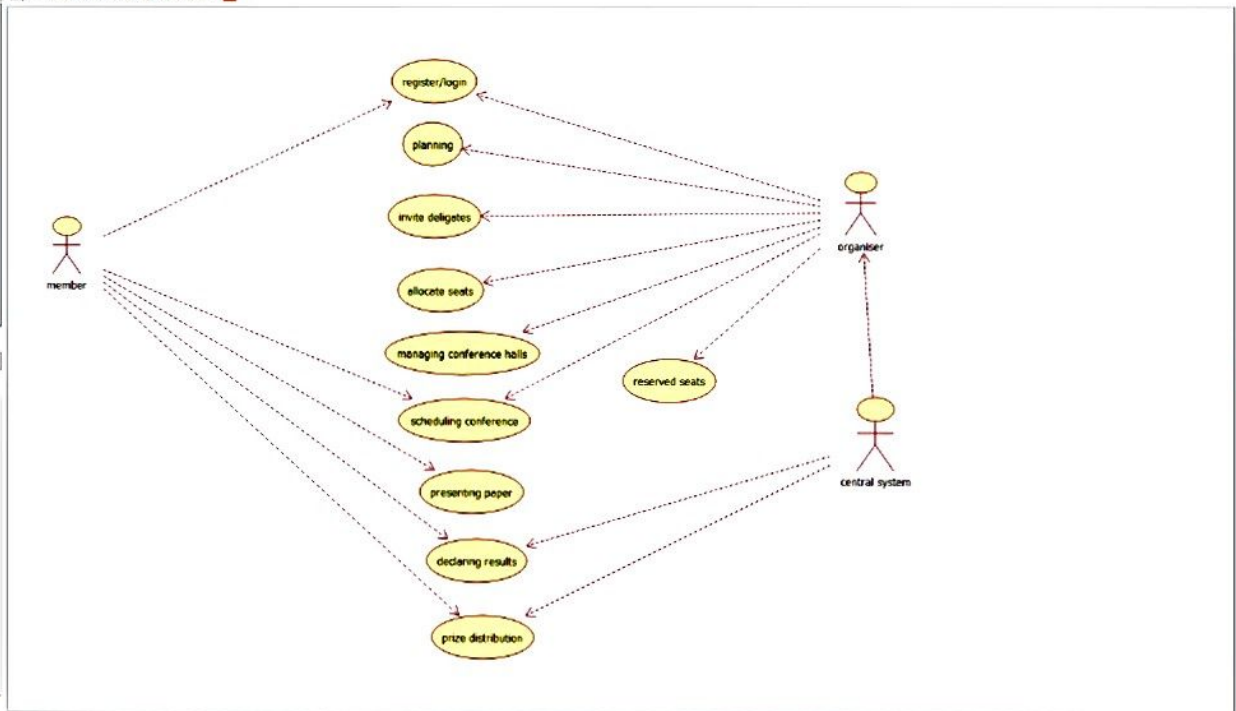 register/login
planning
invite deligates
organiser
member
allocate seats
managing conference halls
reserved seats
scheduling conference
central system
presenting paper
declaring results
prize distribution